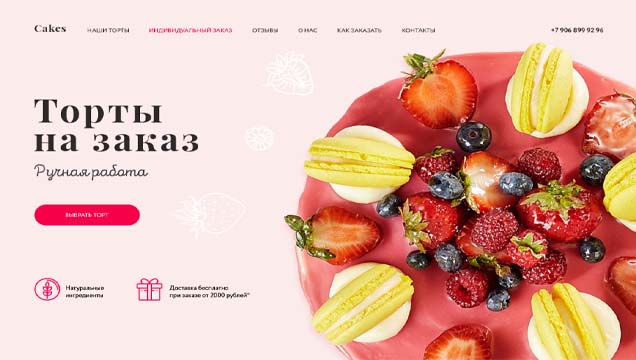 Cakes
НАШИ ТОРТЫ
ИНДИВИДУАЛЬНЫЙ ЗАКАЗ
ОТЗЫВЫ
О НАС
КАК ЗАКАЗАТЬ
КОНТАКТЫ
+7 906 899 92 96
Торты
на заказ
Ручная работа
ВЫБРАТЬ ТОРТ
Натуральные
ингредиенты
Доставка бесплатно
при заказе от 2000 рублей*